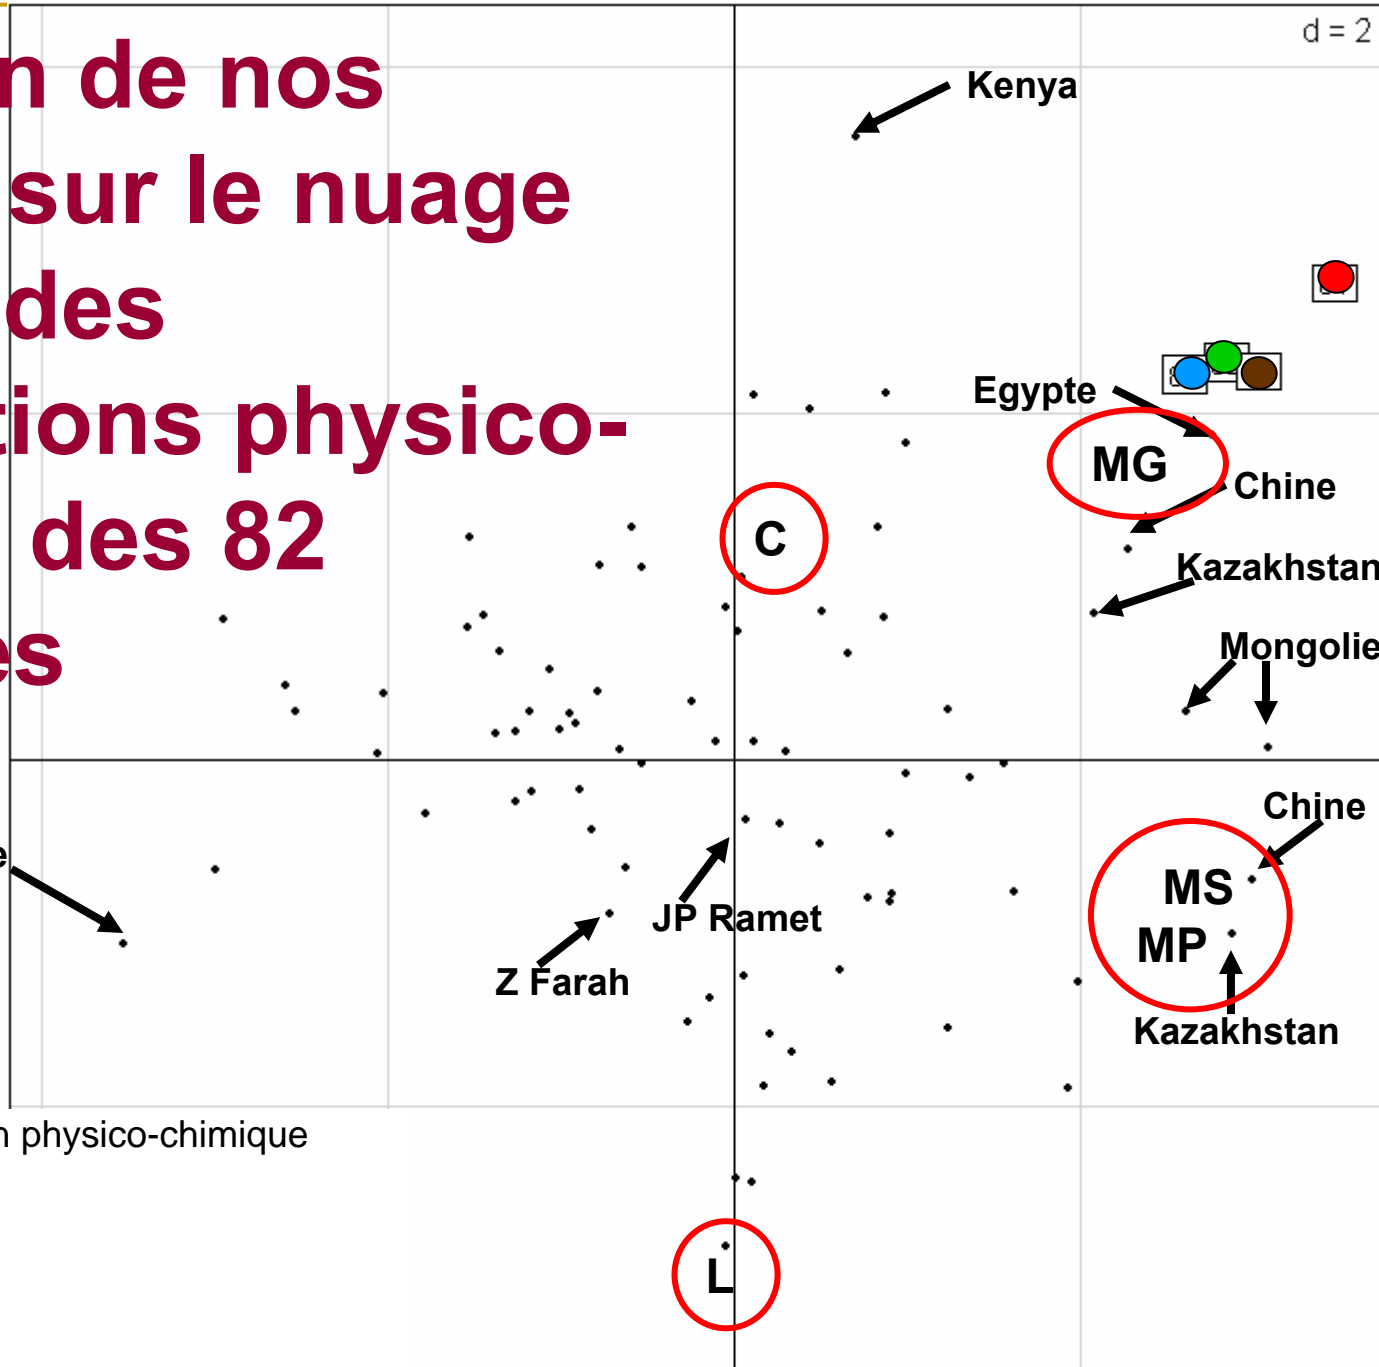 d = 2
n de nos
sur le nuage
des
tions physico-
des 82
es
Kenya
Egypte
MG
Chine
C
Kazakhstan
Mongolie
Chine
e
MS
JP Ramet
MP
Z Farah
Kazakhstan
n physico-chimique
L